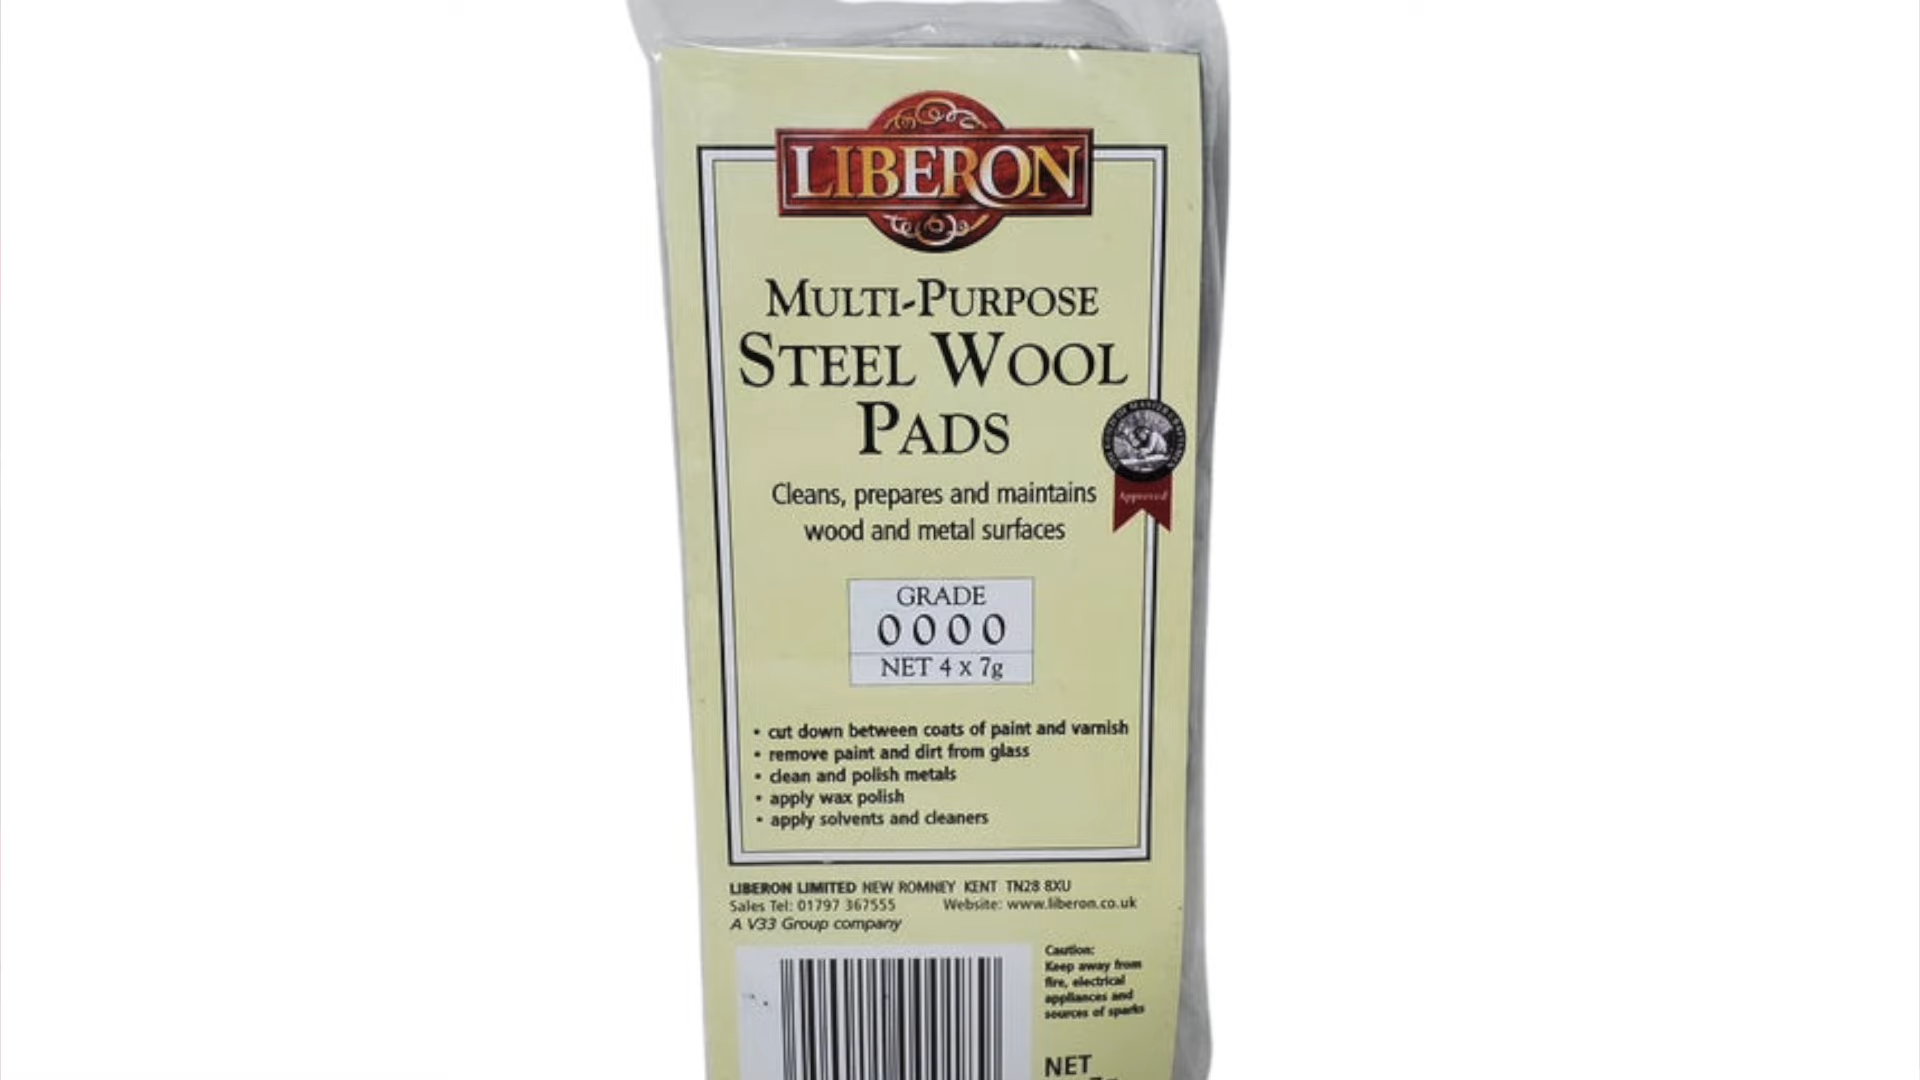 LIBERON
MULTI-PURPOSE
STEEL WOOL
PADS
Cleans, prepares and maintains
wood and metal surfaces
Approved
GRADE
0000
NET 4 x 7g
• cut down between coats of paint and varnish
• remove paint and dirt from glass
• clean and polish metals
• apply wax polish
• apply solvents and cleaners
LIBERON LIMITED NEW ROMNEY KENT TN28 8XU
Sales Tel: 01797 367555 Website: www.liberon.co.uk
A V33 Group company
Caution:
Keep away from
fire, electrical
appliances and
sources of sparks
NET